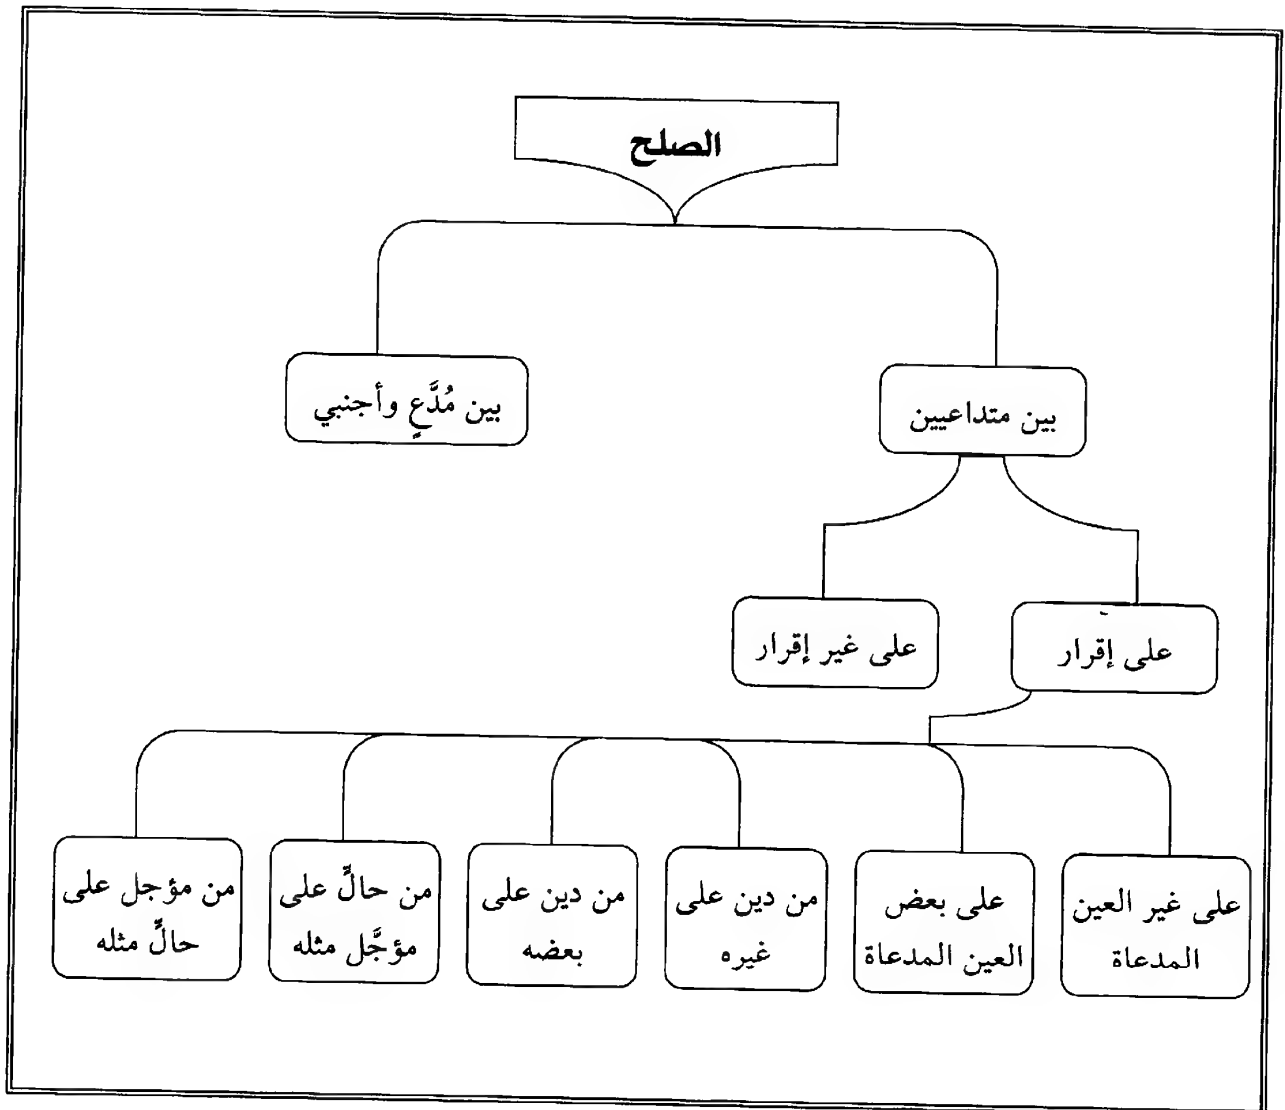 الصلح
بين متداعيين
بين مُدَّعٍ وأجنبي
على إقرار
على غير إقرار
على غير العين
المدعاة
على بعض
العين المدعاة
من دين على
غيره
من دين على
بعضه
من حالٍّ على
مؤجَّل مثله
من مؤجل على
حالٍّ مثله